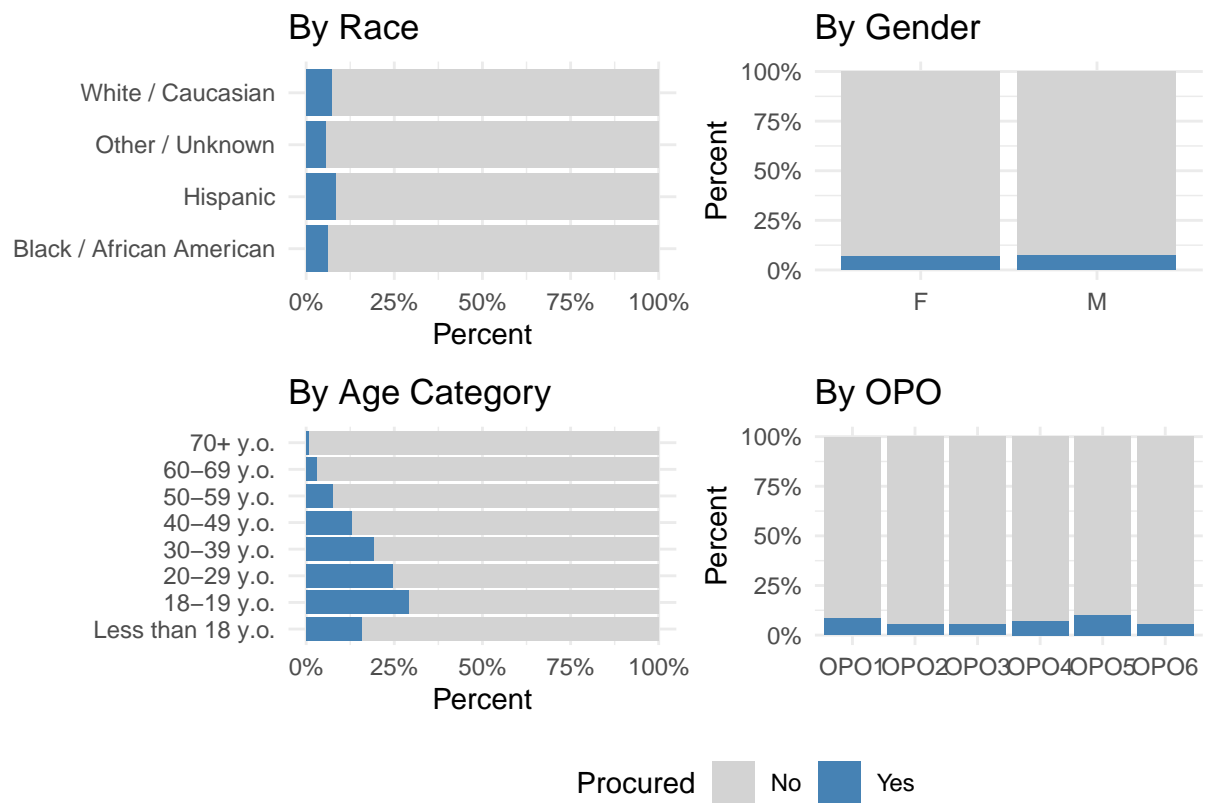 By Race
White / Caucasian
Other / Unknown
Hispanic
Black / African American
0% 25% 50% 75% 100%
Percent
By Gender
100%
75%
50%
25%
0%
Percent
F M
By Age Category
70+ y.o.
60–69 y.o.
50–59 y.o.
40–49 y.o.
30–39 y.o.
20–29 y.o.
18–19 y.o.
Less than 18 y.o.
0% 25% 50% 75% 100%
Percent
By OPO
100%
75%
50%
25%
0%
Percent
OPO1 OPO2 OPO3 OPO4 OPO5 OPO6
Procured No Yes